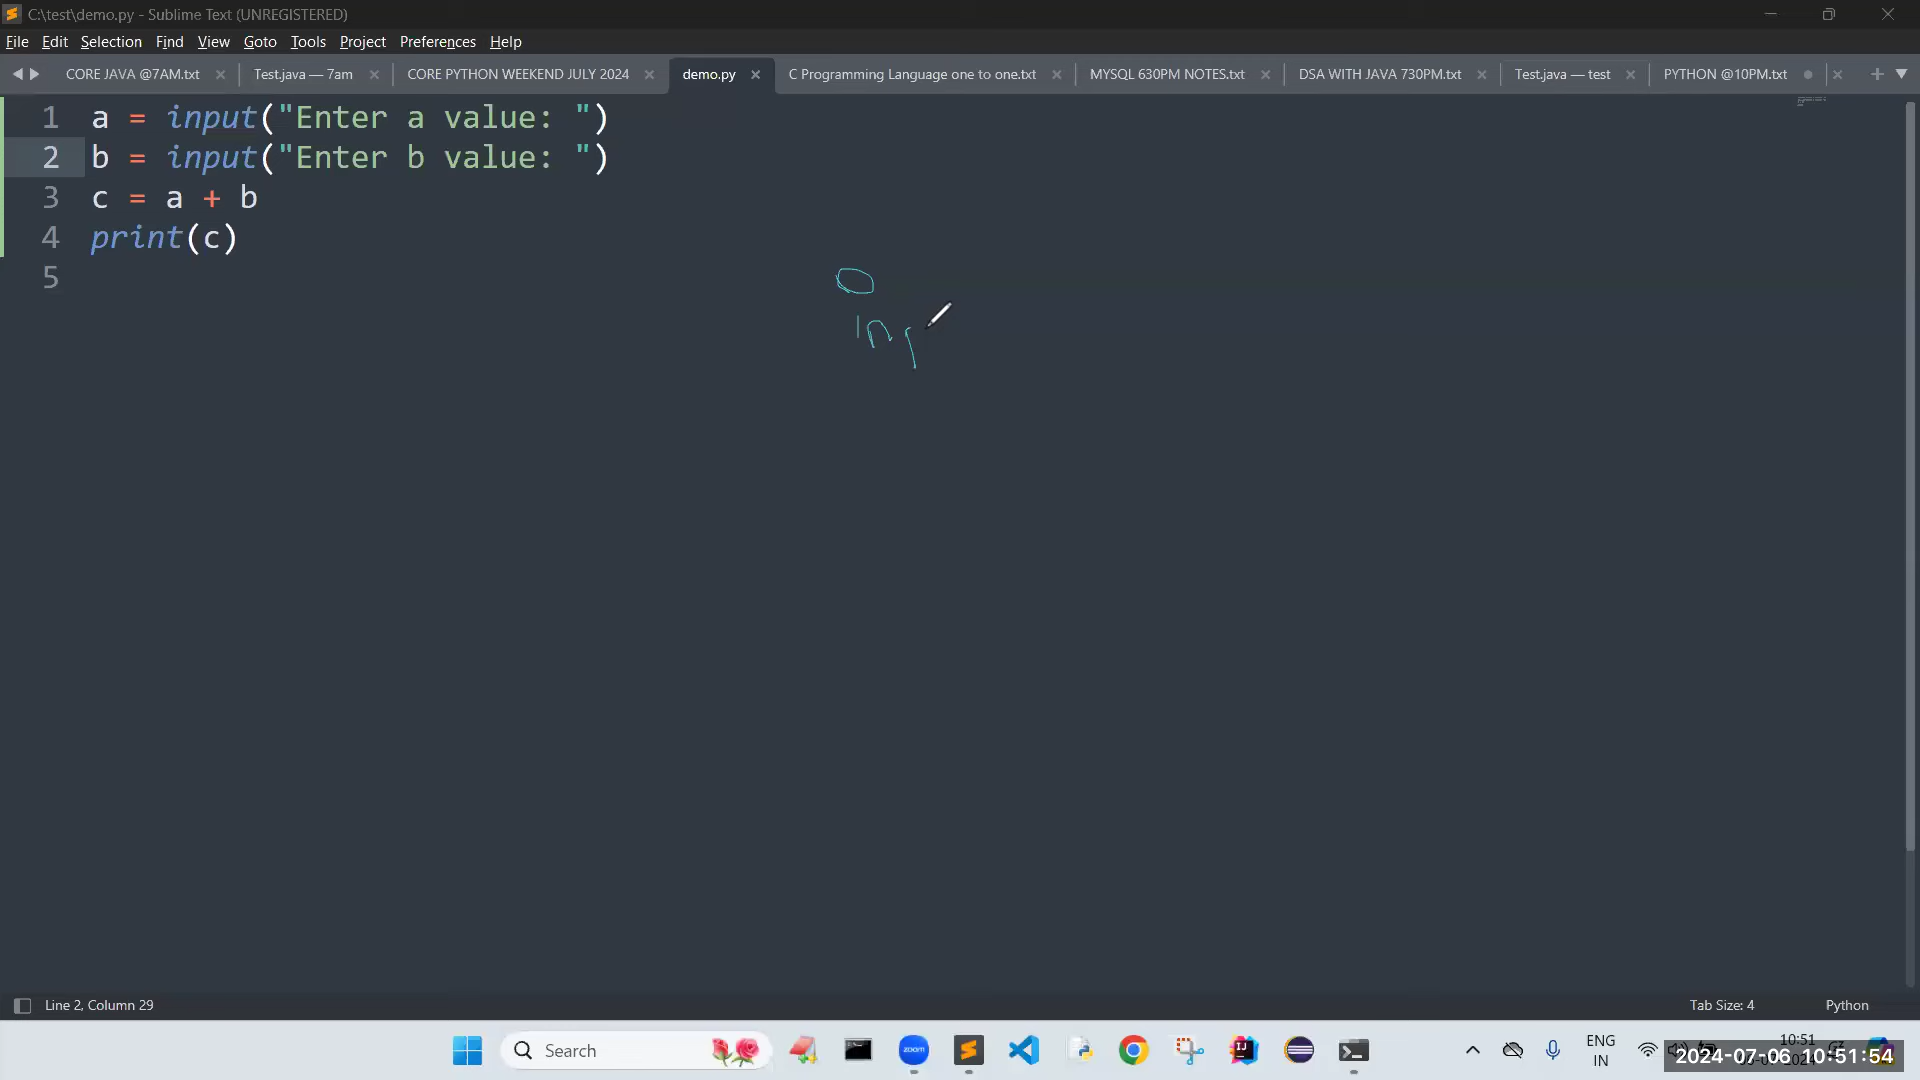 C:\test\demo.py - Sublime Text (UNREGISTERED)
File Edit Selection Find View Goto Tools Project Preferences Help
CORE JAVA @7AM.txt Test.java — 7am CORE PYTHON WEEKEND JULY 2024 demo.py C Programming Language one to one.txt MYSQL 630PM NOTES.txt DSA WITH JAVA 730PM.txt Test.java — test PYTHON @10PM.txt
1 a = input("Enter a value: ")
2 b = input("Enter b value: ")
3 c = a + b
4 print(c)
5
Inp
Line 2, Column 29 Tab Size: 4 Python
Search zoom ENG 10:51
IN 2024-07-06 10:51:54